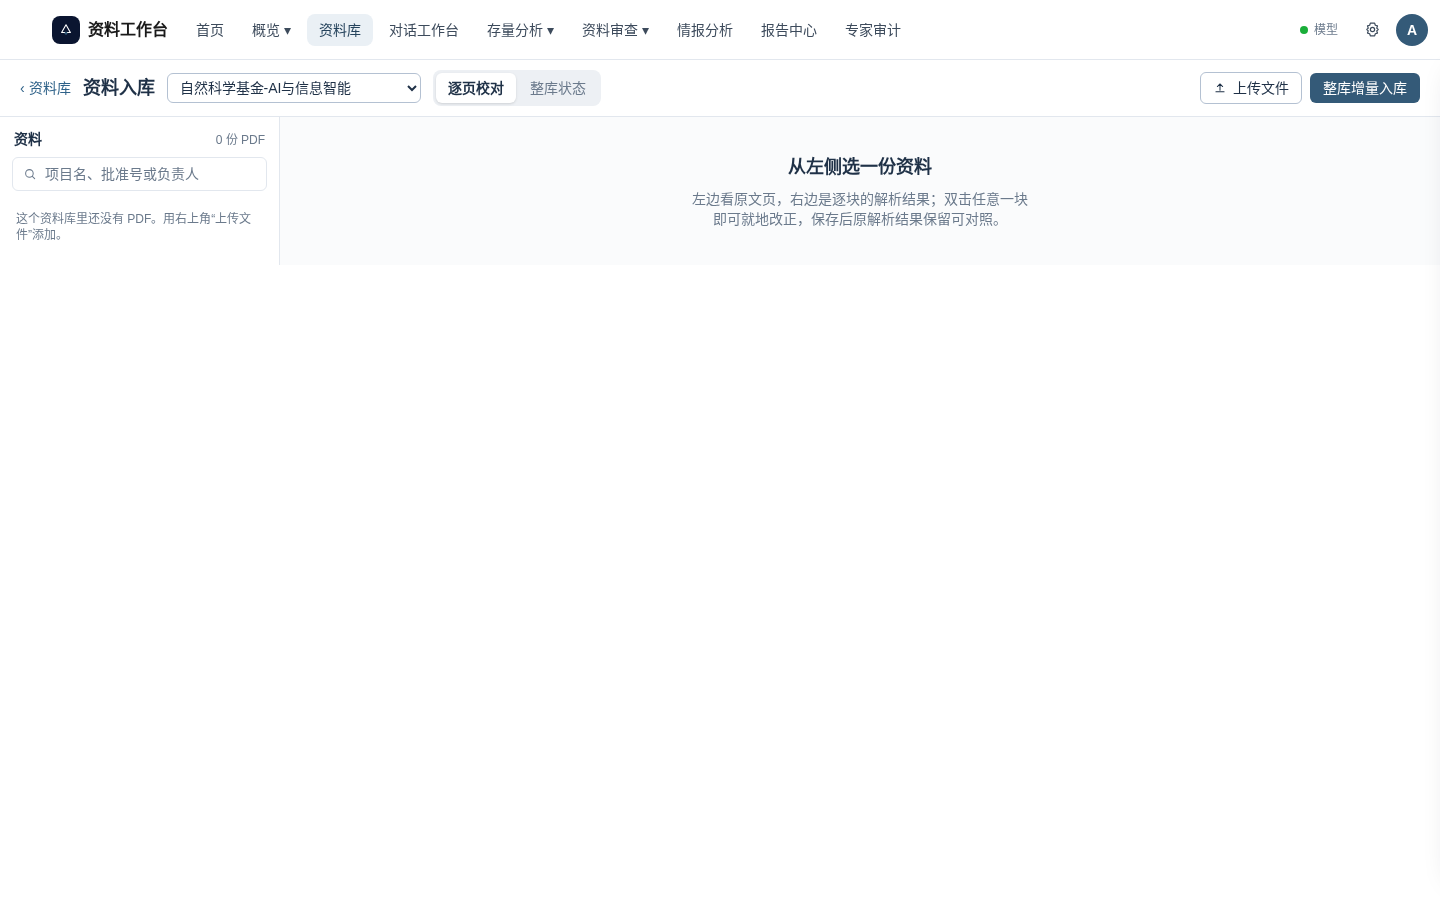 资料工作台 首页 概览 ▾ 资料库 对话工作台 存量分析 ▾ 资料审查 ▾ 情报分析 报告中心 专家审计 模型 A
‹ 资料库 资料入库 自然科学基金-AI与信息智能 逐页校对 整库状态 上传文件 整库增量入库
资料 0 份 PDF
项目名、批准号或负责人
这个资料库里还没有 PDF。用右上角“上传文
件”添加。
从左侧选一份资料
左边看原文页，右边是逐块的解析结果；双击任意一块
即可就地改正，保存后原解析结果保留可对照。